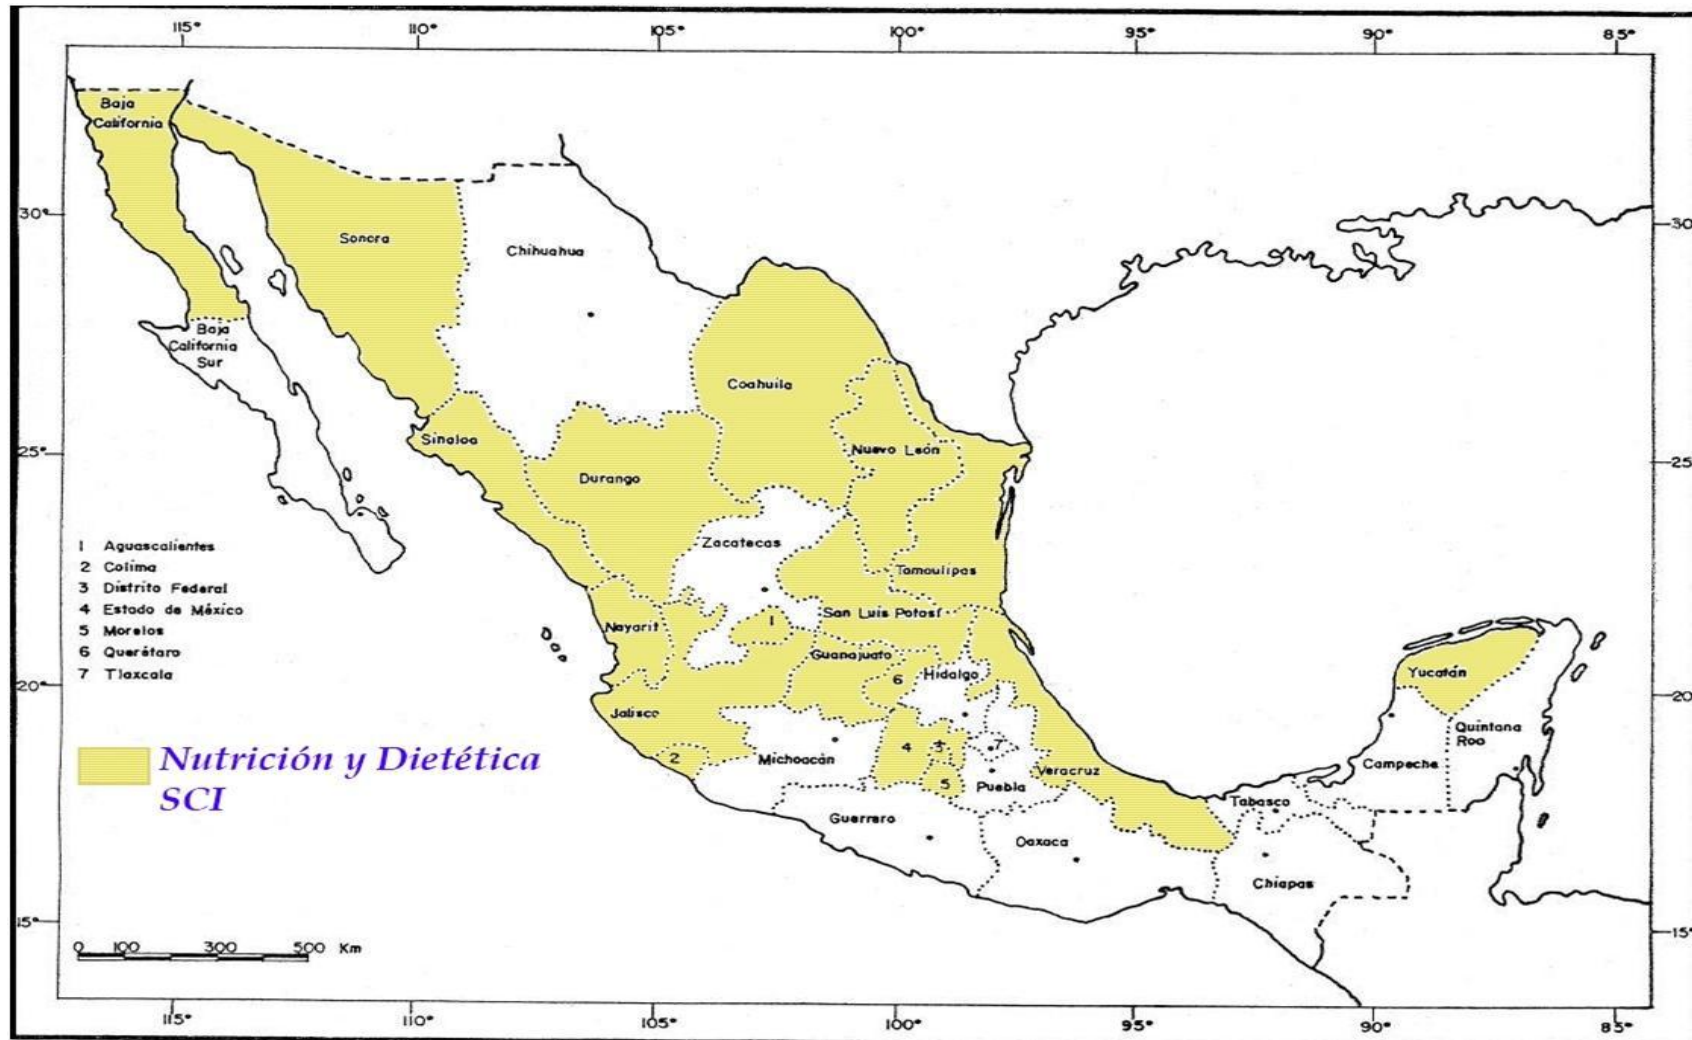 115°
110°
105°
100°
95°
90°
85°
Baja
California
30°
30°
Sonora
Chihuahua
Baja
California
Sur
Coahuila
Sinaloa
Nuevo León
25°
25°
Durango
Zacatecas
Tamaulipas
1 Aguascalientes
2 Colima
3 Distrito Federal
4 Estado de México
5 Morelos
6 Querétaro
7 Tlaxcala
Nayarit
1
San Luis Potosí
Guanajuato
6
Hidalgo
Yucatán
20°
20°
Jalisco
Quintana
Roo
4
3
7
2
Michoacán
Veracruz
Campeche
5
Puebla
Tabasco
Nutrición y Dietética
SCI
Guerrero
Oaxaca
Chiapas
15°
15°
0 100 300 500 Km
115°
110°
105°
100°
95°
90°
85°